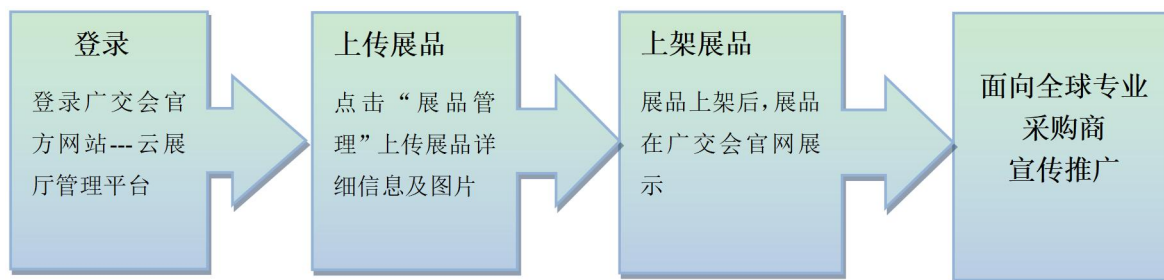 登录
登录广交会官
方网站---云展
厅管理平台
上传展品
点击“展品管
理”上传展品详
细信息及图片
上架展品
展品上架后，展品
在广交会官网展
示
面向全球专业
采购商
宣传推广